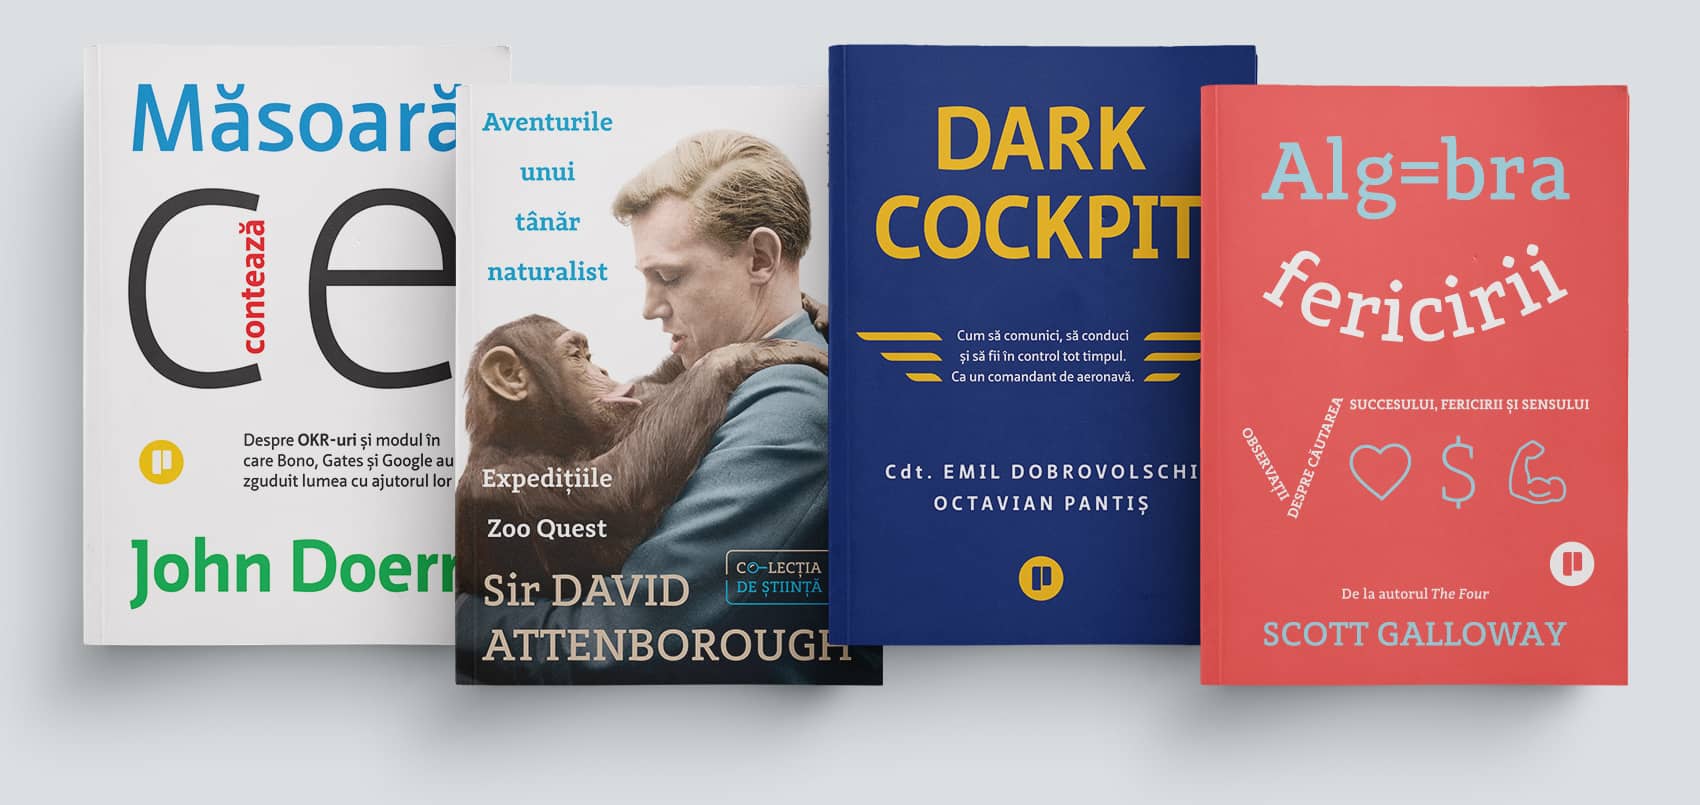 Măsoară
ce
contează
Despre OKR-uri și modul în
care Bono, Gates și Google au
zguduit lumea cu ajutorul lor
John Doerr
Aventurile
unui
tânăr
naturalist
Expedițiile
Zoo Quest
CO-LECȚIA
DE ȘTIINȚĂ
Sir DAVID
ATTENBOROUGH
DARK
COCKPIT
Cum să comunici, să conduci
și să fii în control tot timpul.
Ca un comandant de aeronavă.
Cdt. EMIL DOBROVOLSCHI
OCTAVIAN PANTIȘ
Alg=bra
fericirii
OBSERVAȚII
DESPRE CĂUTAREA
SUCCESULUI, FERICIRII ȘI SENSULUI
$
De la autorul The Four
SCOTT GALLOWAY